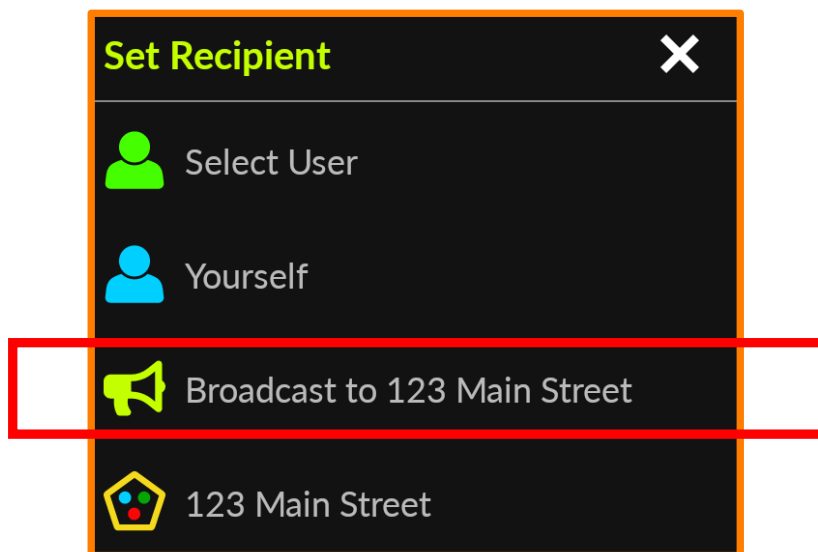 Set Recipient
Select User
Yourself
Broadcast to 123 Main Street
123 Main Street